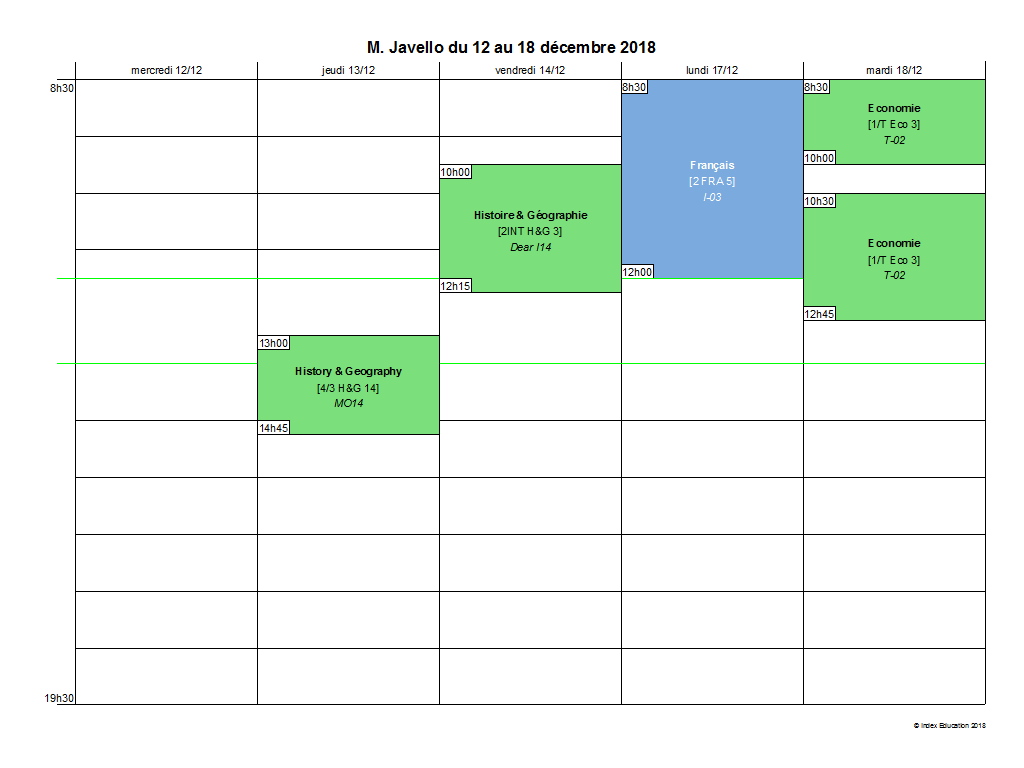 M. Javello du 12 au 18 décembre 2018
mercredi 12/12
jeudi 13/12
vendredi 14/12
lundi 17/12
mardi 18/12
8h30
19h30
13h00
History & Geography
[4/3 H&G 14]
MO14
14h45
10h00
Histoire & Géographie
[2INT H&G 3]
Dear I14
12h15
8h30
Français
[2 FRA 5]
I-03
12h00
8h30
Economie
[1/T Eco 3]
T-02
10h00
10h30
Economie
[1/T Eco 3]
T-02
12h45
© Index Education 2018